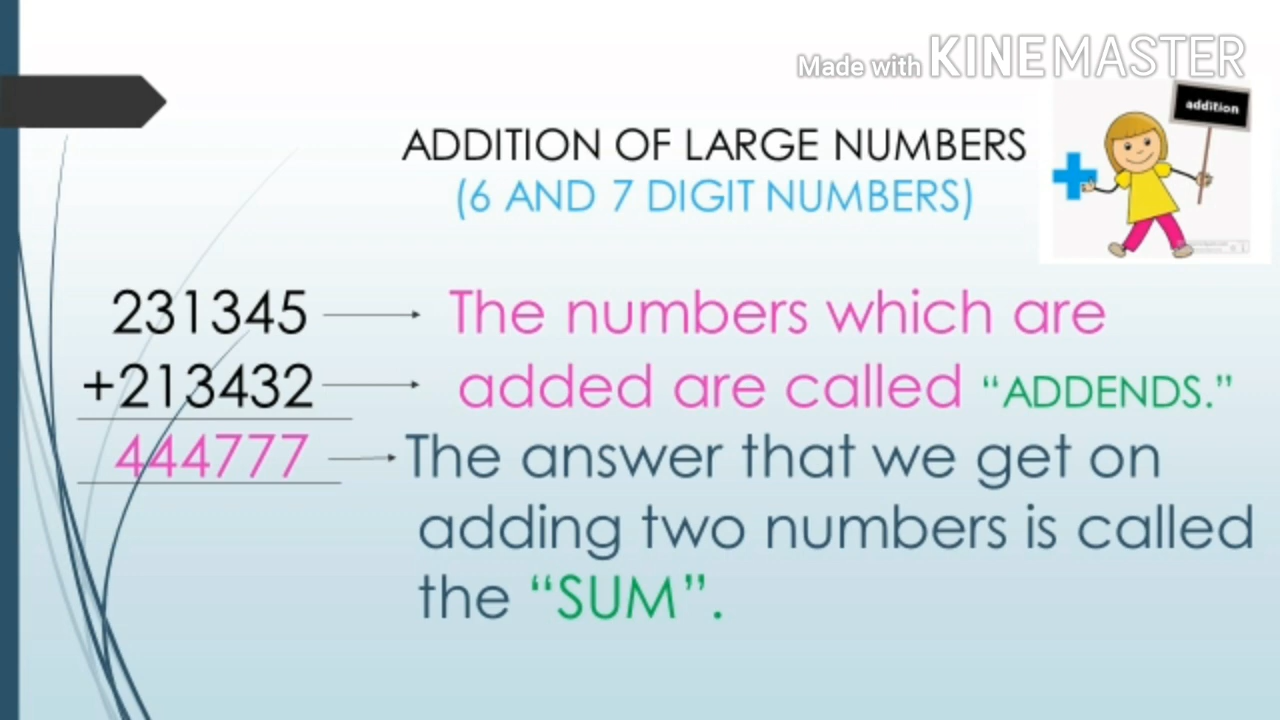 Made with KINEMASTER
addition
ADDITION OF LARGE NUMBERS
(6 AND 7 DIGIT NUMBERS)
231345 The numbers which are
+213432 added are called “ADDENDS.”
444777 The answer that we get on
adding two numbers is called
the “SUM”.